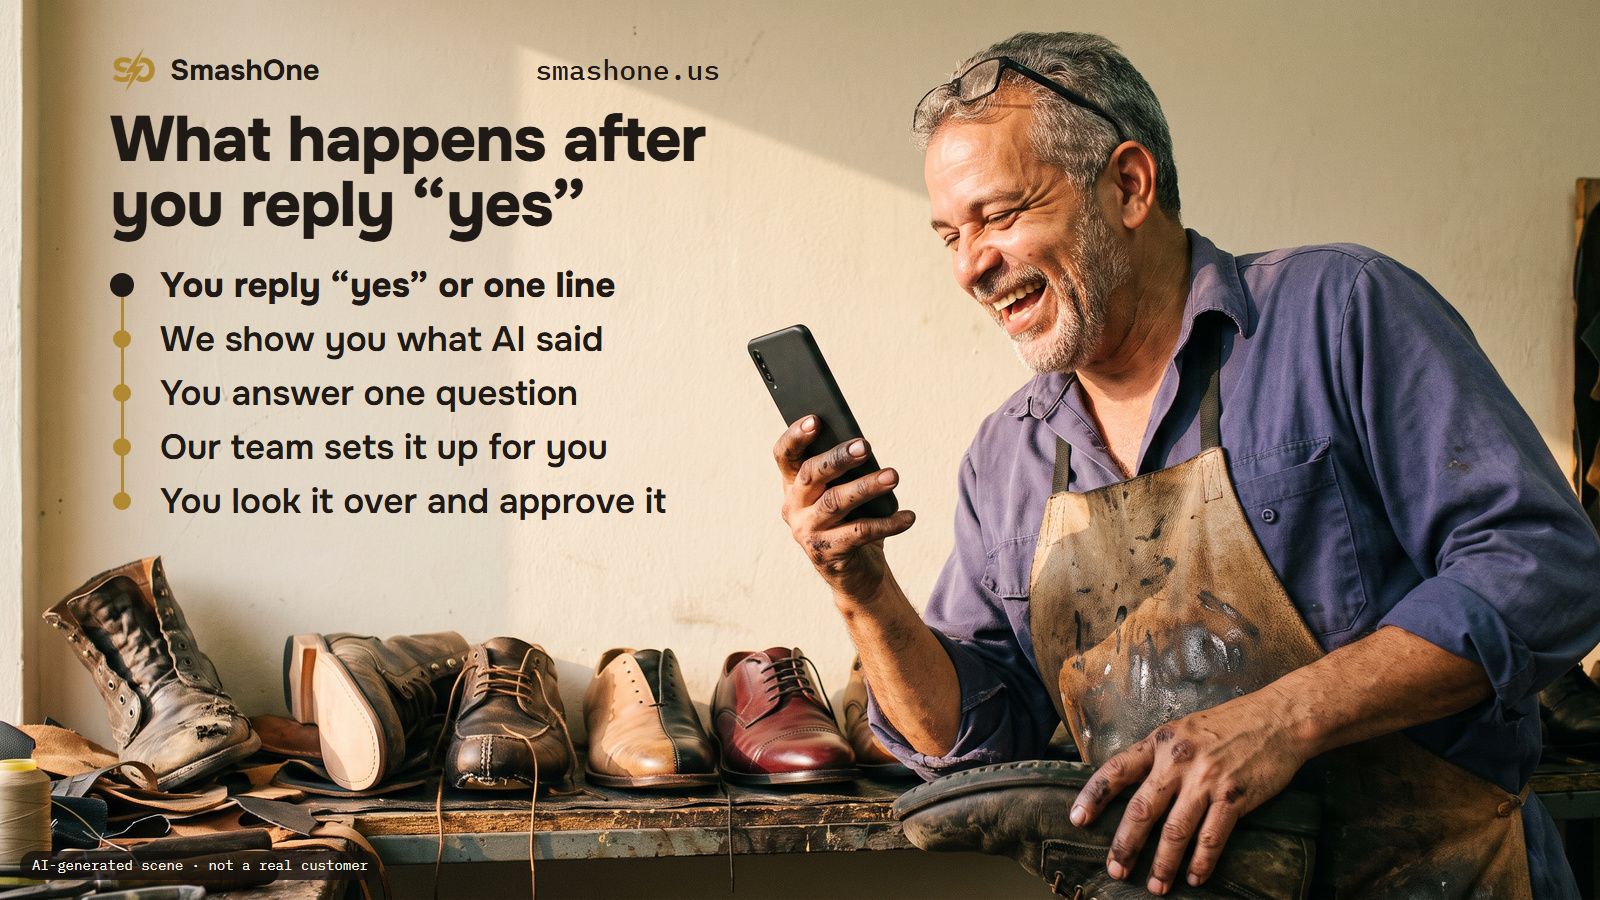 SmashOne
smashone.us
What happens after
you reply “yes”
You reply “yes” or one line
We show you what AI said
You answer one question
Our team sets it up for you
You look it over and approve it
AI-generated scene · not a real customer